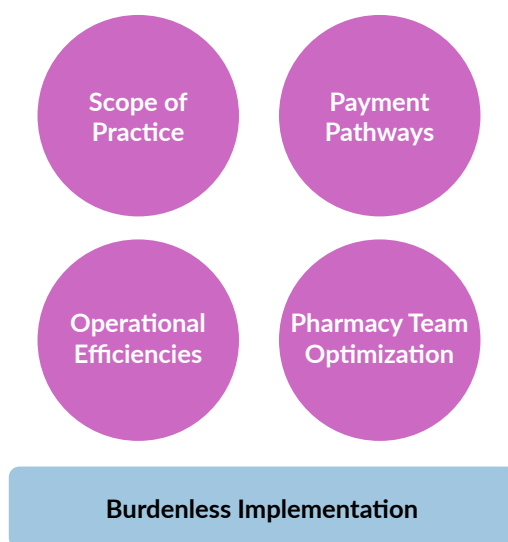 Scope of
Practice
Payment
Pathways
Operational
Efficiencies
Pharmacy Team
Optimization
Burdenless Implementation